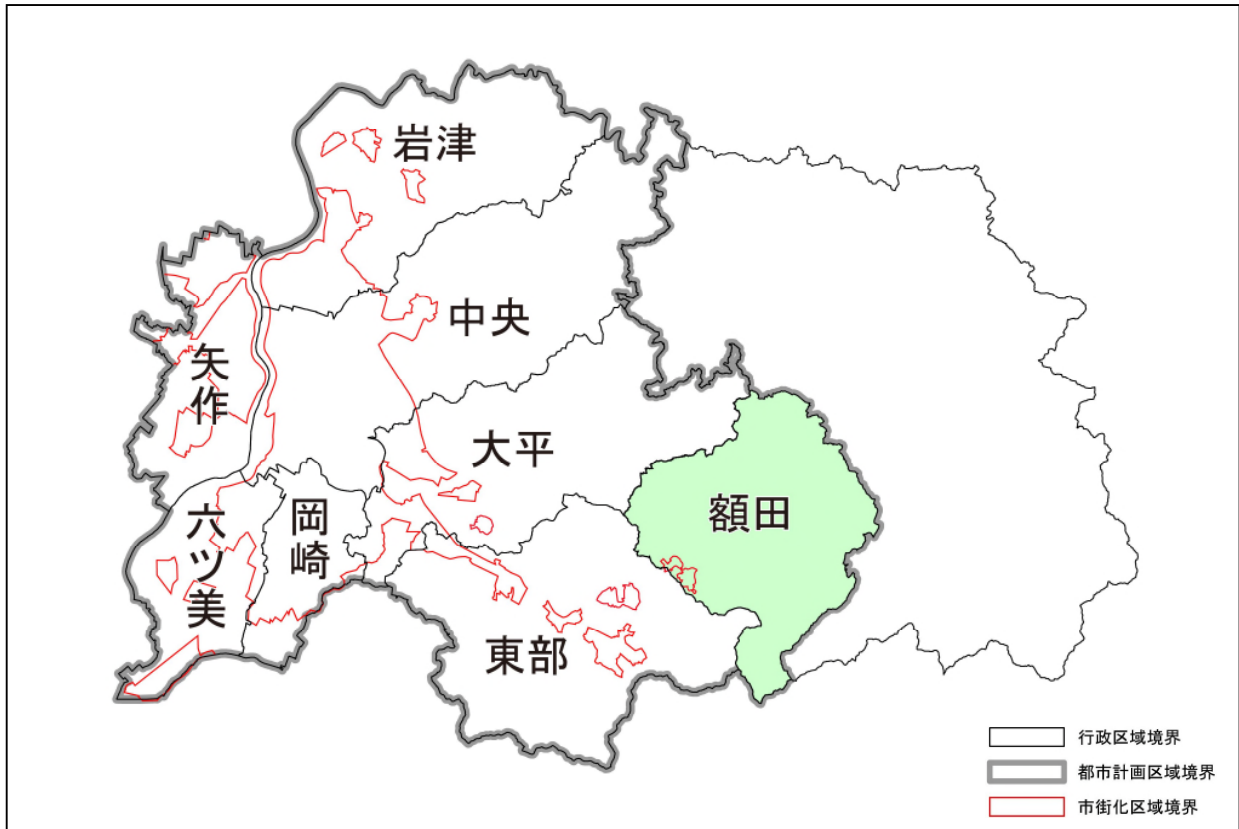 岩津
中央
矢作
大平
額田
岡崎
六ツ美
東部
行政区域境界
都市計画区域境界
市街化区域境界